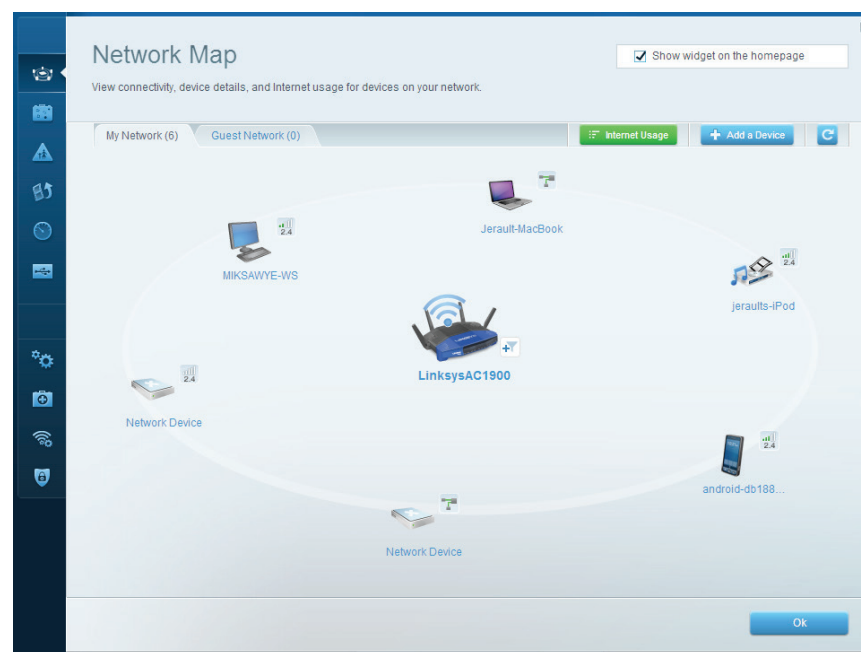 Network Map
Show widget on the homepage
View connectivity, device details, and Internet usage for devices on your network.
My Network (6)
Guest Network (0)
Internet Usage
Add a Device
Jerault-MacBook
2.4
MIKSAWYE-WS
2.4
jeraults-iPod
LinksysAC1900
2.4
Network Device
2.4
android-db188...
Network Device
Ok